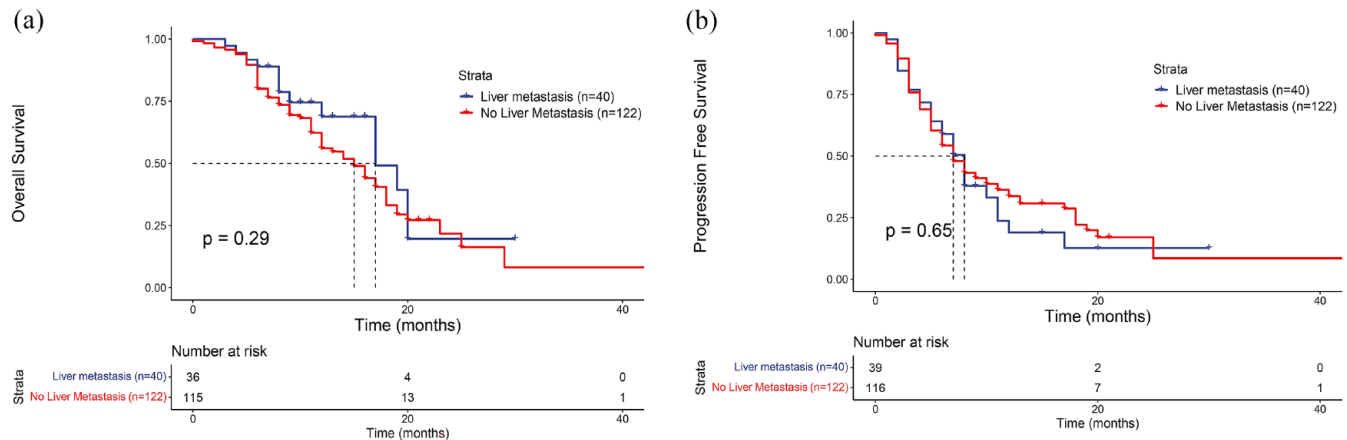 (a)
Overall Survival
1.00
0.75
0.50
0.25
0.00
Strata
Liver metastasis (n=40)
No Liver Metastasis (n=122)
p = 0.29
0 20 40
Time (months)
Number at risk
Strata
Liver metastasis (n=40) 36 4 0
No Liver Metastasis (n=122) 115 13 1
0 20 40
Time (months)
(b)
Progression Free Survival
1.00
0.75
0.50
0.25
0.00
Strata
Liver metastasis (n=40)
No Liver Metastasis (n=122)
p = 0.65
0 20 40
Time (months)
Number at risk
Strata
Liver metastasis (n=40) 39 2 0
No Liver Metastasis (n=122) 116 7 1
0 20 40
Time (months)